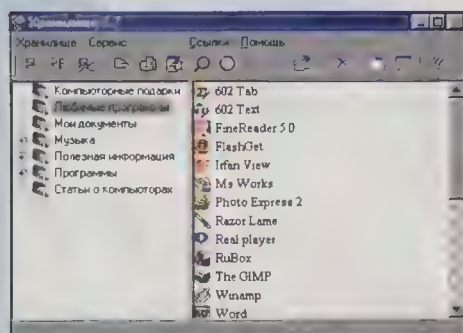 Хранилище Сервис Ссылки Помощь
Компьютерные подарки
Любимые программы
Мои документы
Музыка
Полезная информация
Программы
Статьи о компьюторах
602 Tab
602 Text
FineReader 5.0
FlashGet
Irfan View
Ms Works
Photo Express 2
Razor Lame
Real player
RuBox
The GIMP
Winamp
Word